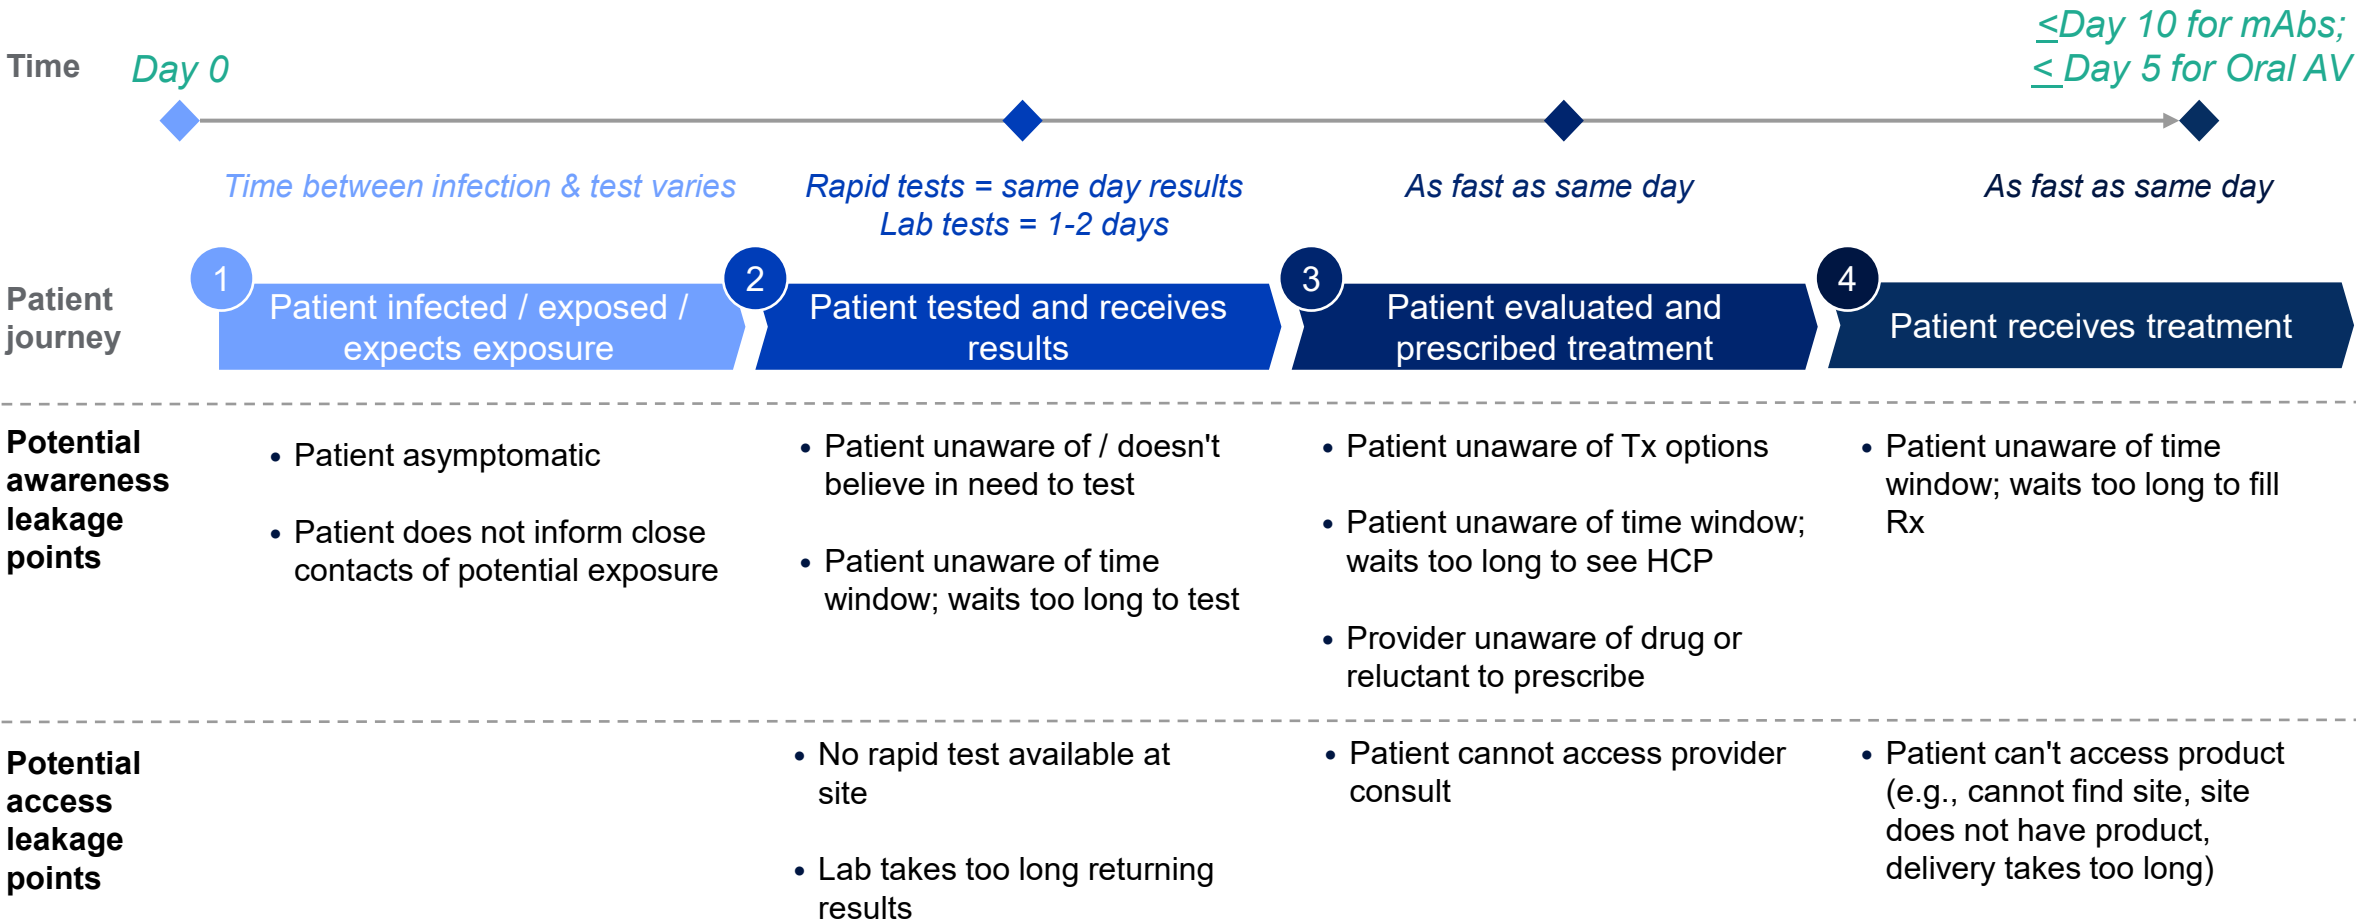 Time
Day 0
<Day 10 for mAbs;
< Day 5 for Oral AV
Time between infection & test varies
Rapid tests = same day results
Lab tests = 1-2 days
As fast as same day
As fast as same day
Patient
journey
1
Patient infected / exposed /
expects exposure
2
Patient tested and receives
results
3
Patient evaluated and
prescribed treatment
4
Patient receives treatment
Potential
awareness
leakage
points
• Patient asymptomatic
• Patient does not inform close
contacts of potential exposure
• Patient unaware of / doesn't
believe in need to test
• Patient unaware of time
window; waits too long to test
• Patient unaware of Tx options
• Patient unaware of time window;
waits too long to see HCP
• Provider unaware of drug or
reluctant to prescribe
• Patient unaware of time
window; waits too long to fill
Rx
Potential
access
leakage
points
• No rapid test available at
site
• Lab takes too long returning
results
• Patient cannot access provider
consult
• Patient can't access product
(e.g., cannot find site, site
does not have product,
delivery takes too long)